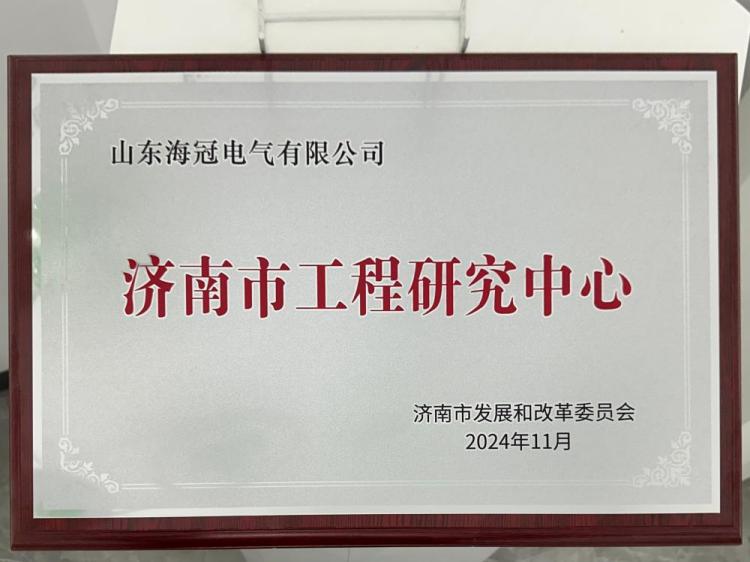 山东海冠电气有限公司
济南市工程研究中心
济南市发展和改革委员会
2024年11月